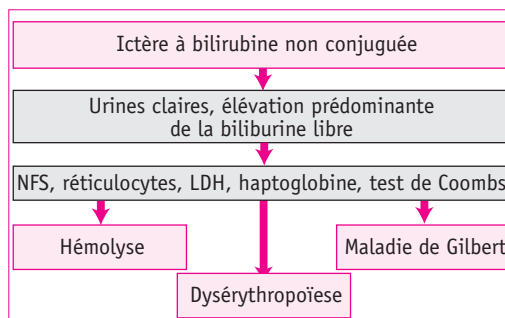 Ictère à bilirubine non conjuguée
Urines claires, élévation prédominante
de la biliburine libre
NFS, réticulocytes, LDH, haptoglobine, test de Coombs
Hémolyse
Maladie de Gilbert
Dysérythropoïese